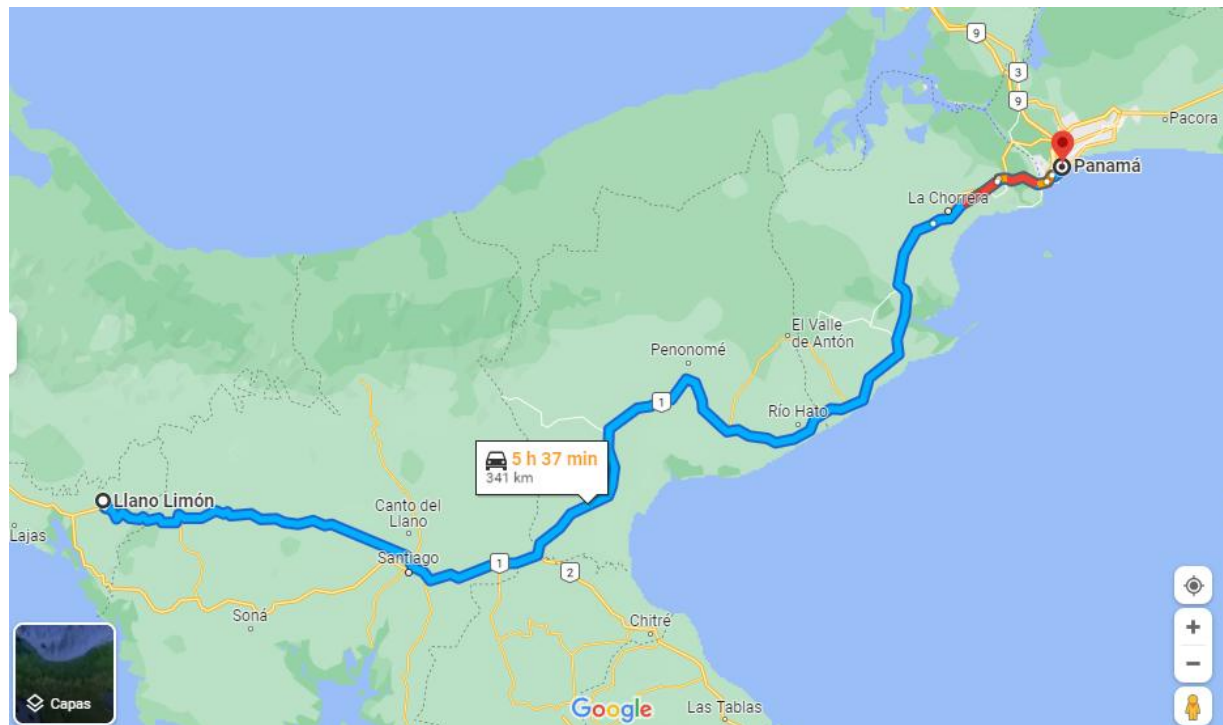 9
3
9
Pacora
Panamá
La Chorrera
El Valle
de Antón
Penonomé
1
Río Hato
5 h 37 min
341 km
Llano Limón
Canto del
Llano
Lajas
Santiago
1
2
Soná
Chitré
Capas
Google
Las Tablas